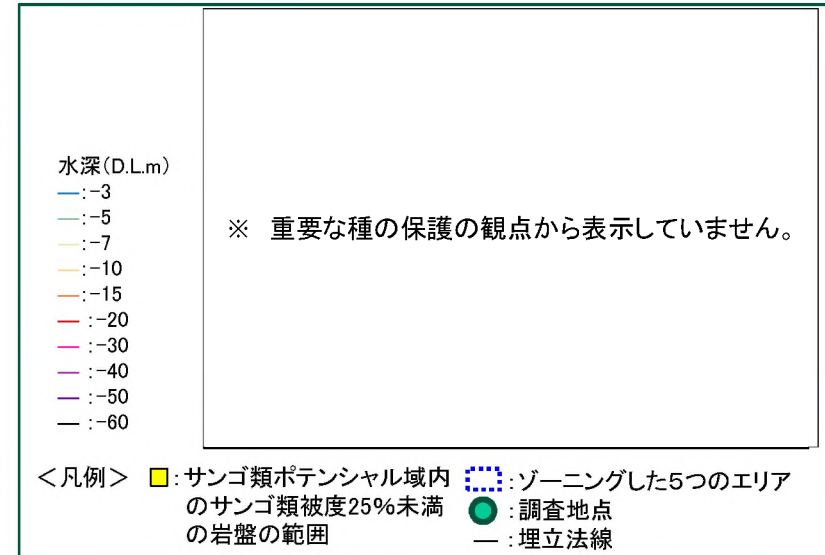 水深(D.L.m)
:-3
:-5
:-7
:-10
:-15
:-20
:-30
:-40
:-50
:-60
※ 重要な種の保護の観点から表示していません。
<凡例>
:サンゴ類ポテンシャル域内
のサンゴ類被度25%未満
の岩盤の範囲
:ゾーニングした5つのエリア
:調査地点
:埋立法線